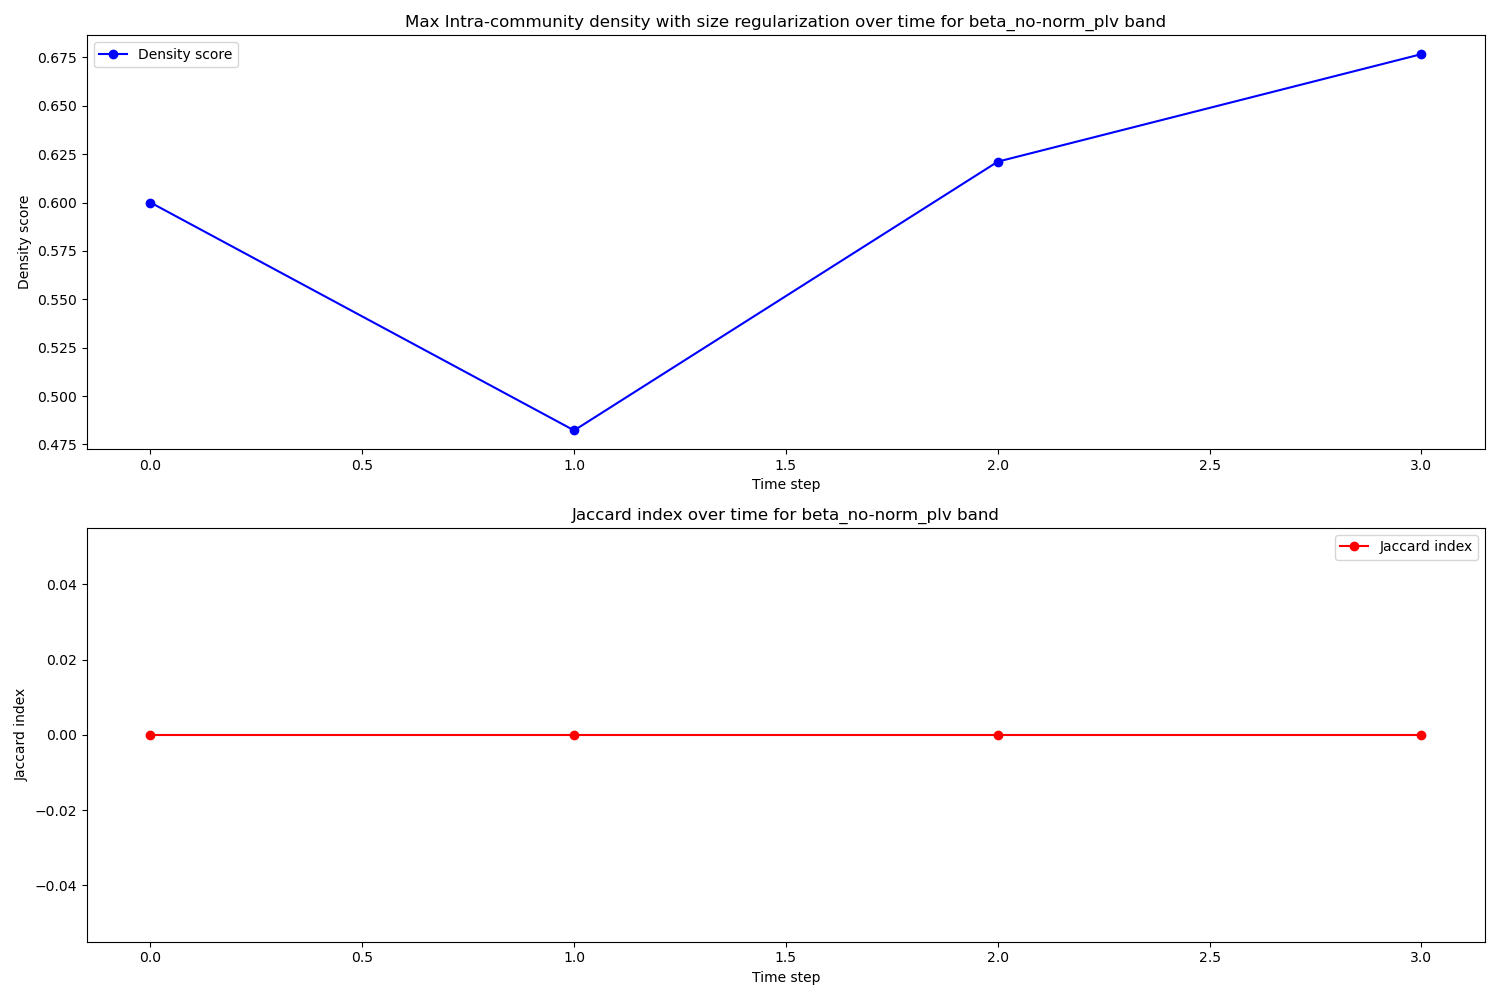 Max Intra-community density with size regularization over time for beta_no-norm_plv band
Density score
0.675
0.650
0.625
0.600
0.575
0.550
0.525
0.500
0.475
Density score
0.0 0.5 1.0 1.5 2.0 2.5 3.0
Time step
Jaccard index over time for beta_no-norm_plv band
Jaccard index
0.04
0.02
0.00
−0.02
−0.04
Jaccard index
0.0 0.5 1.0 1.5 2.0 2.5 3.0
Time step